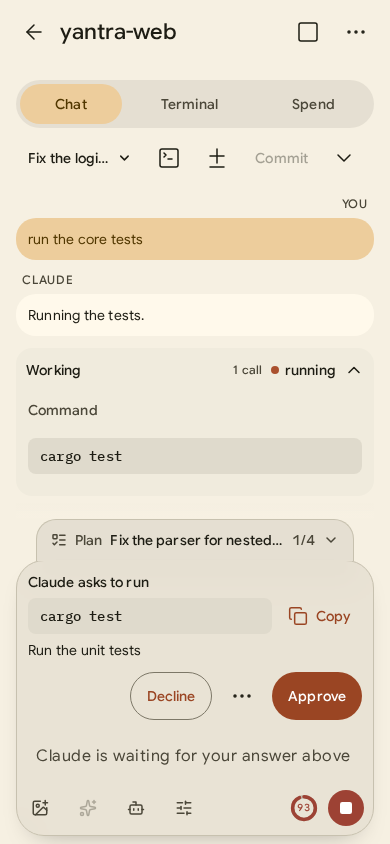 yantra-web
Chat Terminal Spend
Fix the logi... Commit
YOU
run the core tests
CLAUDE
Running the tests.
Working 1 call running
Command
cargo test
Plan Fix the parser for nested... 1/4
Claude asks to run
cargo test Copy
Run the unit tests
Decline Approve
Claude is waiting for your answer above
93